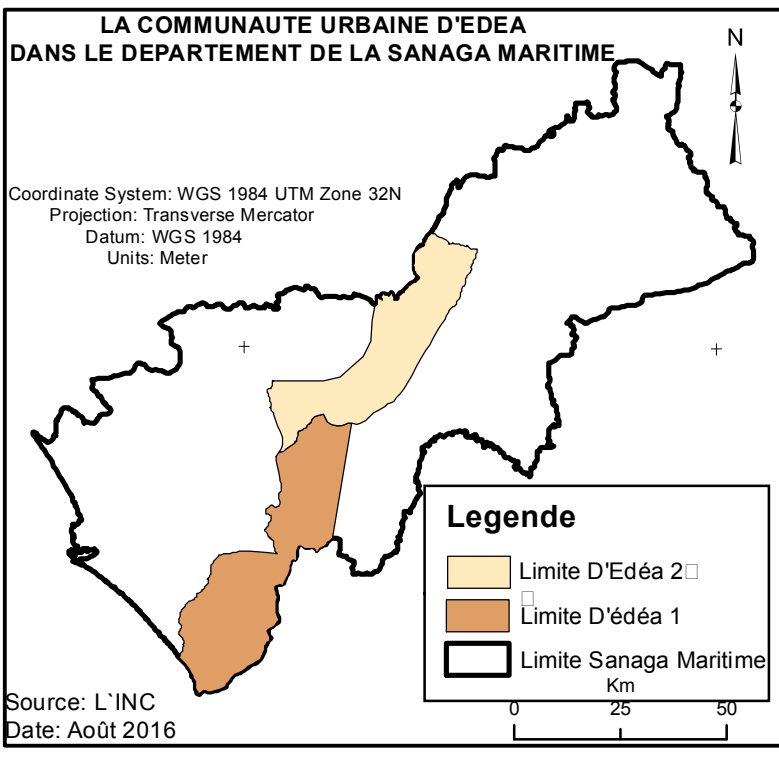 LA COMMUNAUTE URBAINE D'EDEA
DANS LE DEPARTEMENT DE LA SANAGA MARITIME
N
Coordinate System: WGS 1984 UTM Zone 32N
Projection: Transverse Mercator
Datum: WGS 1984
Units: Meter
Legende
Limite D'Edéa 2
Limite D'édéa 1
Limite Sanaga Maritime
Km
0 25 50
Source: L`INC
Date: Août 2016